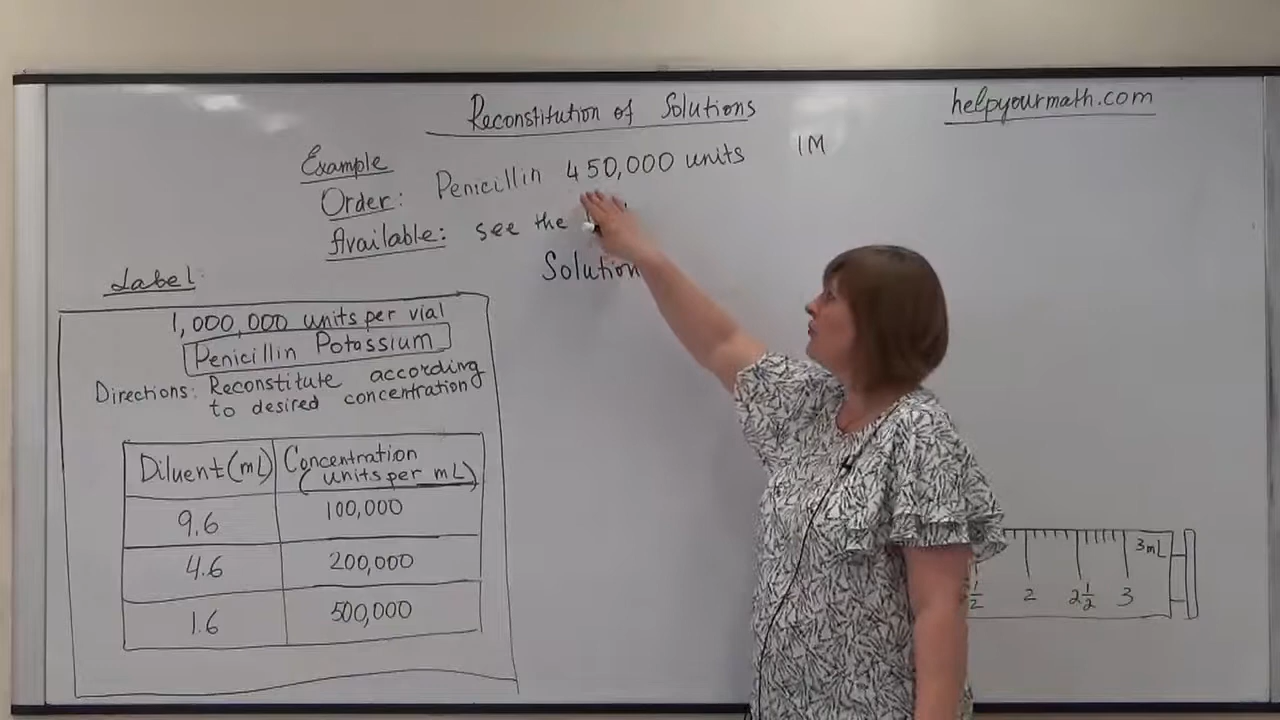 Reconstitution of Solutions
helpyourmath.com
Example
Order: Penicillin 450,000 units IM
Available: see the
Solution
Label:
1,000,000 units per vial
Penicillin Potassium
Directions: Reconstitute according
to desired concentration
Diluent (mL) Concentration (units per mL)
9.6 100,000
4.6 200,000
1.6 500,000
3mL
2 2 1/2 3